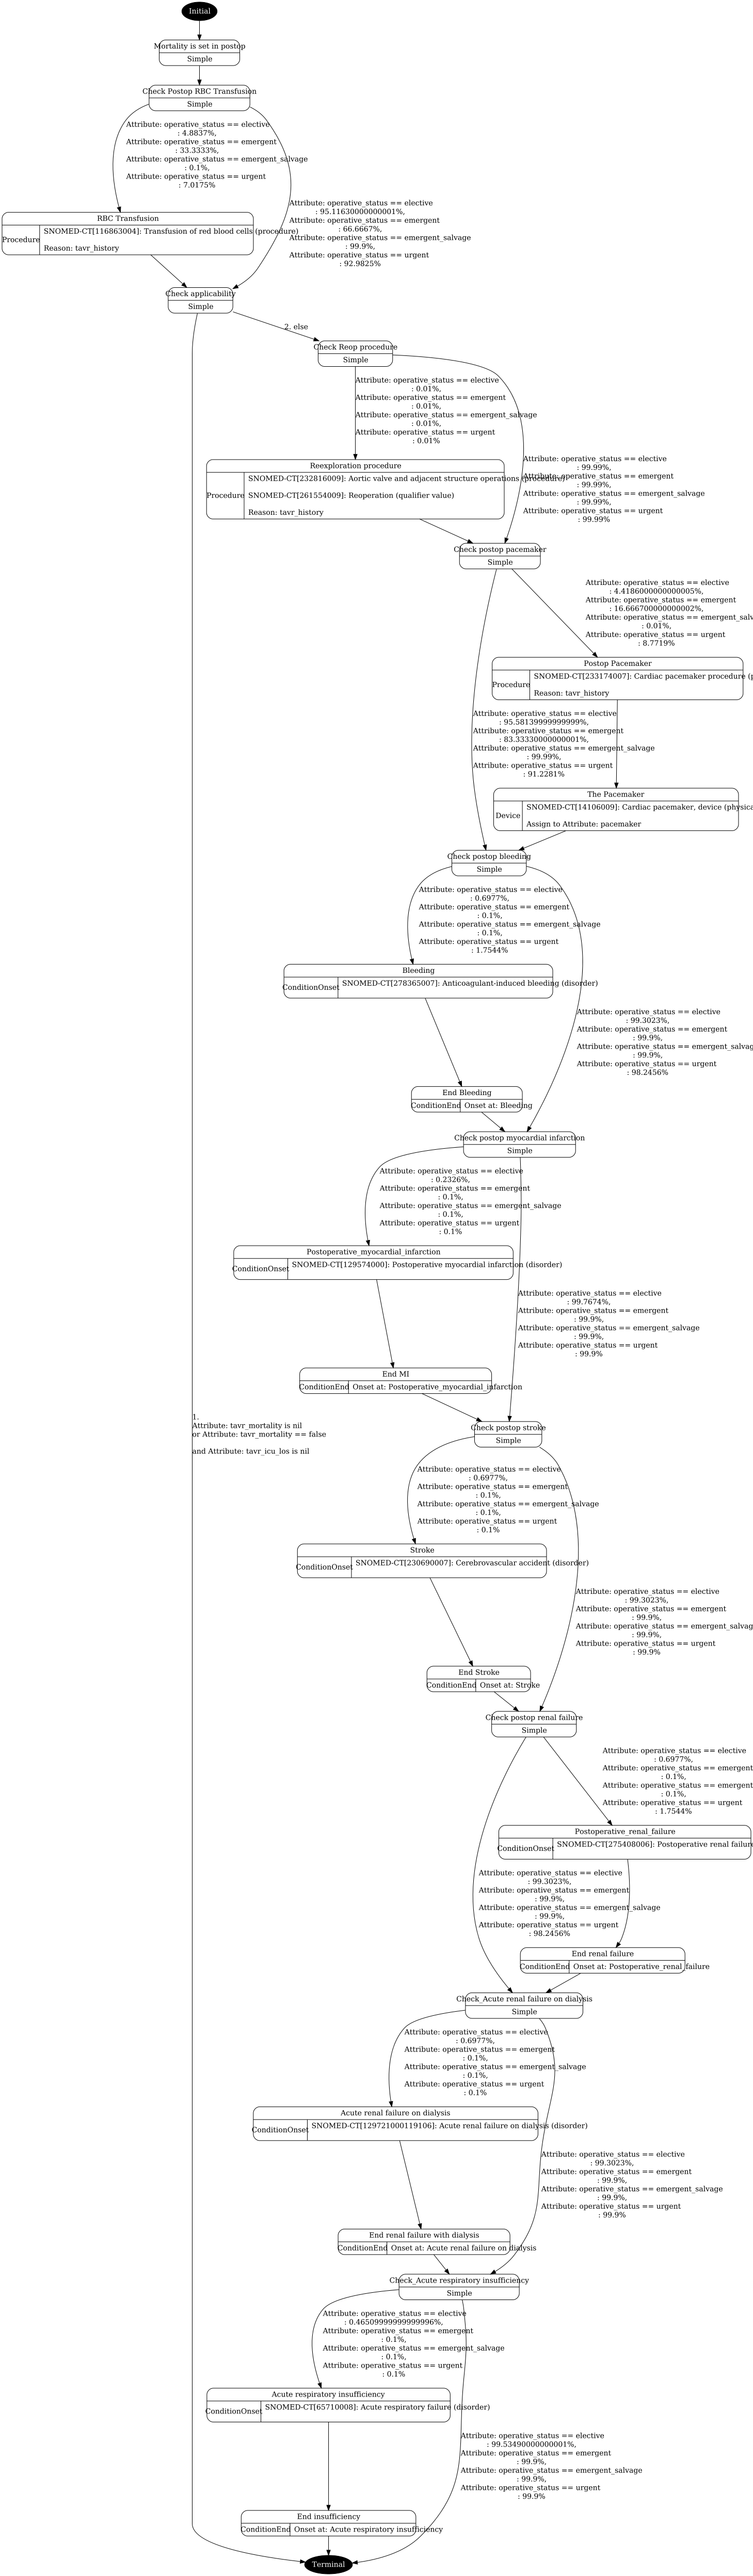 Initial
Mortality is set in postop
Simple
Check Postop RBC Transfusion
Simple
Attribute: operative_status == elective
: 4.8837%,
Attribute: operative_status == emergent
: 33.3333%,
Attribute: operative_status == emergent_salvage
: 0.1%,
Attribute: operative_status == urgent
: 7.0175%
Attribute: operative_status == elective
: 95.11630000000001%,
Attribute: operative_status == emergent
: 66.6667%,
Attribute: operative_status == emergent_salvage
: 99.9%,
Attribute: operative_status == urgent
: 92.9825%
RBC Transfusion
Procedure
SNOMED-CT[116863004]: Transfusion of red blood cells (procedure)
Reason: tavr_history
Check applicability
Simple
2. else
Check Reop procedure
Simple
Attribute: operative_status == elective
: 0.01%,
Attribute: operative_status == emergent
: 0.01%,
Attribute: operative_status == emergent_salvage
: 0.01%,
Attribute: operative_status == urgent
: 0.01%
Attribute: operative_status == elective
: 99.99%,
Attribute: operative_status == emergent
: 99.99%,
Attribute: operative_status == emergent_salvage
: 99.99%,
Attribute: operative_status == urgent
: 99.99%
Reexploration procedure
Procedure
SNOMED-CT[232816009]: Aortic valve and adjacent structure operations (procedure)
SNOMED-CT[261554009]: Reoperation (qualifier value)
Reason: tavr_history
Check postop pacemaker
Simple
Attribute: operative_status == elective
: 4.4186000000000005%,
Attribute: operative_status == emergent
: 16.666700000000002%,
Attribute: operative_status == emergent_salv
: 0.01%,
Attribute: operative_status == urgent
: 8.7719%
Postop Pacemaker
Procedure
SNOMED-CT[233174007]: Cardiac pacemaker procedure (p
Reason: tavr_history
Attribute: operative_status == elective
: 95.58139999999999%,
Attribute: operative_status == emergent
: 83.33330000000001%,
Attribute: operative_status == emergent_salvage
: 99.99%,
Attribute: operative_status == urgent
: 91.2281%
The Pacemaker
Device
SNOMED-CT[14106009]: Cardiac pacemaker, device (physica
Assign to Attribute: pacemaker
Check postop bleeding
Simple
Attribute: operative_status == elective
: 0.6977%,
Attribute: operative_status == emergent
: 0.1%,
Attribute: operative_status == emergent_salvage
: 0.1%,
Attribute: operative_status == urgent
: 1.7544%
Bleeding
ConditionOnset
SNOMED-CT[278365007]: Anticoagulant-induced bleeding (disorder)
Attribute: operative_status == elective
: 99.3023%,
Attribute: operative_status == emergent
: 99.9%,
Attribute: operative_status == emergent_salvag
: 99.9%,
Attribute: operative_status == urgent
: 98.2456%
End Bleeding
ConditionEnd
Onset at: Bleeding
Check postop myocardial infarction
Simple
Attribute: operative_status == elective
: 0.2326%,
Attribute: operative_status == emergent
: 0.1%,
Attribute: operative_status == emergent_salvage
: 0.1%,
Attribute: operative_status == urgent
: 0.1%
Postoperative_myocardial_infarction
ConditionOnset
SNOMED-CT[129574000]: Postoperative myocardial infarction (disorder)
Attribute: operative_status == elective
: 99.7674%,
Attribute: operative_status == emergent
: 99.9%,
Attribute: operative_status == emergent_salvage
: 99.9%,
Attribute: operative_status == urgent
: 99.9%
End MI
ConditionEnd
Onset at: Postoperative_myocardial_infarction
1.
Attribute: tavr_mortality is nil
or Attribute: tavr_mortality == false
and Attribute: tavr_icu_los is nil
Check postop stroke
Simple
Attribute: operative_status == elective
: 0.6977%,
Attribute: operative_status == emergent
: 0.1%,
Attribute: operative_status == emergent_salvage
: 0.1%,
Attribute: operative_status == urgent
: 0.1%
Stroke
ConditionOnset
SNOMED-CT[230690007]: Cerebrovascular accident (disorder)
Attribute: operative_status == elective
: 99.3023%,
Attribute: operative_status == emergent
: 99.9%,
Attribute: operative_status == emergent_salvag
: 99.9%,
Attribute: operative_status == urgent
: 99.9%
End Stroke
ConditionEnd
Onset at: Stroke
Check postop renal failure
Simple
Attribute: operative_status == elective
: 0.6977%,
Attribute: operative_status == emergent
: 0.1%,
Attribute: operative_status == emergent
: 0.1%,
Attribute: operative_status == urgent
: 1.7544%
Postoperative_renal_failure
ConditionOnset
SNOMED-CT[275408006]: Postoperative renal failure
Attribute: operative_status == elective
: 99.3023%,
Attribute: operative_status == emergent
: 99.9%,
Attribute: operative_status == emergent_salvage
: 99.9%,
Attribute: operative_status == urgent
: 98.2456%
End renal failure
ConditionEnd
Onset at: Postoperative_renal_failure
Check_Acute renal failure on dialysis
Simple
Attribute: operative_status == elective
: 0.6977%,
Attribute: operative_status == emergent
: 0.1%,
Attribute: operative_status == emergent_salvage
: 0.1%,
Attribute: operative_status == urgent
: 0.1%
Acute renal failure on dialysis
ConditionOnset
SNOMED-CT[129721000119106]: Acute renal failure on dialysis (disorder)
Attribute: operative_status == elective
: 99.3023%,
Attribute: operative_status == emergent
: 99.9%,
Attribute: operative_status == emergent_salvage
: 99.9%,
Attribute: operative_status == urgent
: 99.9%
End renal failure with dialysis
ConditionEnd
Onset at: Acute renal failure on dialysis
Check_Acute respiratory insufficiency
Simple
Attribute: operative_status == elective
: 0.46509999999999996%,
Attribute: operative_status == emergent
: 0.1%,
Attribute: operative_status == emergent_salvage
: 0.1%,
Attribute: operative_status == urgent
: 0.1%
Acute respiratory insufficiency
ConditionOnset
SNOMED-CT[65710008]: Acute respiratory failure (disorder)
Attribute: operative_status == elective
: 99.53490000000001%,
Attribute: operative_status == emergent
: 99.9%,
Attribute: operative_status == emergent_salvage
: 99.9%,
Attribute: operative_status == urgent
: 99.9%
End insufficiency
ConditionEnd
Onset at: Acute respiratory insufficiency
Terminal